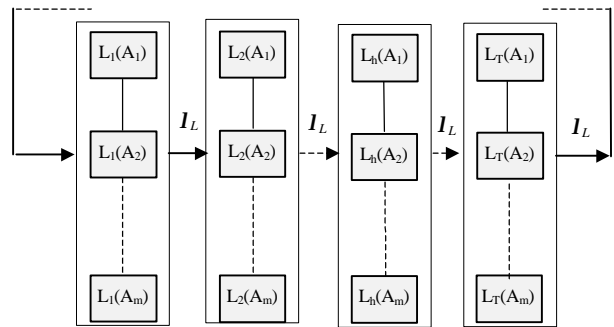 L1(A1) L2(A1) Lh(A1) LT(A1)
lL lL lL lL
L1(A2) L2(A2) Lh(A2) LT(A2)
L1(Am) L2(Am) Lh(Am) LT(Am)